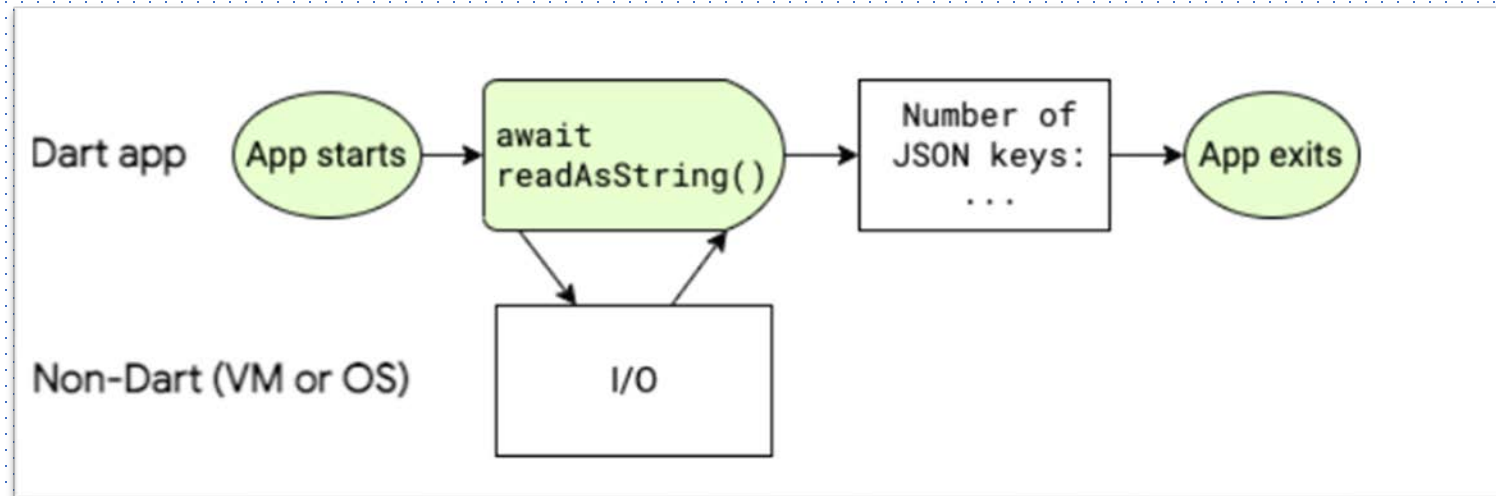 Dart app
App starts
await
readAsString()
Number of
JSON keys:
...
App exits
Non-Dart (VM or OS)
I/O